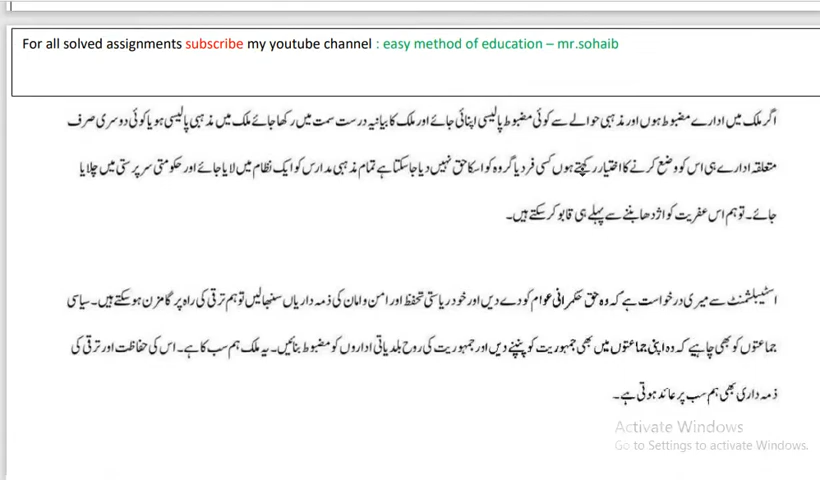 For all solved assignments subscribe my youtube channel : easy method of education – mr.sohaib
اگر ملک میں ادارے مضبوط ہوں اور مذہبی حوالے سے کوئی مضبوط پالیسی اپنائی جائے اور ملک کا بیانیہ درست سمت میں رکھا جائے ملک میں مذہبی پالیسی ہو یا کوئی دوسری صرف
متعلقہ ادارے ہی اس کو وضع کرنے کا اختیار رکھتے ہوں کسی فرد یا گروہ کو اسکا حق نہیں دیا جا سکتا ہے تمام مذہبی مدارس کو ایک نظام میں لایا جائے اور حکومتی سرپرستی میں چلایا
جائے۔ تو ہم اس عفریت کو اژدھا بننے سے پہلے ہی قابو کر سکتے ہیں۔
اسٹیبلشمنٹ سے میری درخواست ہے کہ وہ حق حکمرانی عوام کو دے دیں اور خود ریاستی تحفظ اور امن و امان کی ذمہ داریاں سنبھالیں تو ہم ترقی کی راہ پر گامزن ہو سکتے ہیں۔ سیاسی
جماعتوں کو بھی چاہیے کہ وہ اپنی جماعتوں میں بھی جمہوریت کو پنپنے دیں اور جمہوریت کی روح بلدیاتی اداروں کو مضبوط بنائیں۔ یہ ملک ہم سب کا ہے۔ اس کی حفاظت اور ترقی کی
ذمہ داری بھی ہم سب پر عائد ہوتی ہے۔
Activate Windows
Go to Settings to activate Windows.